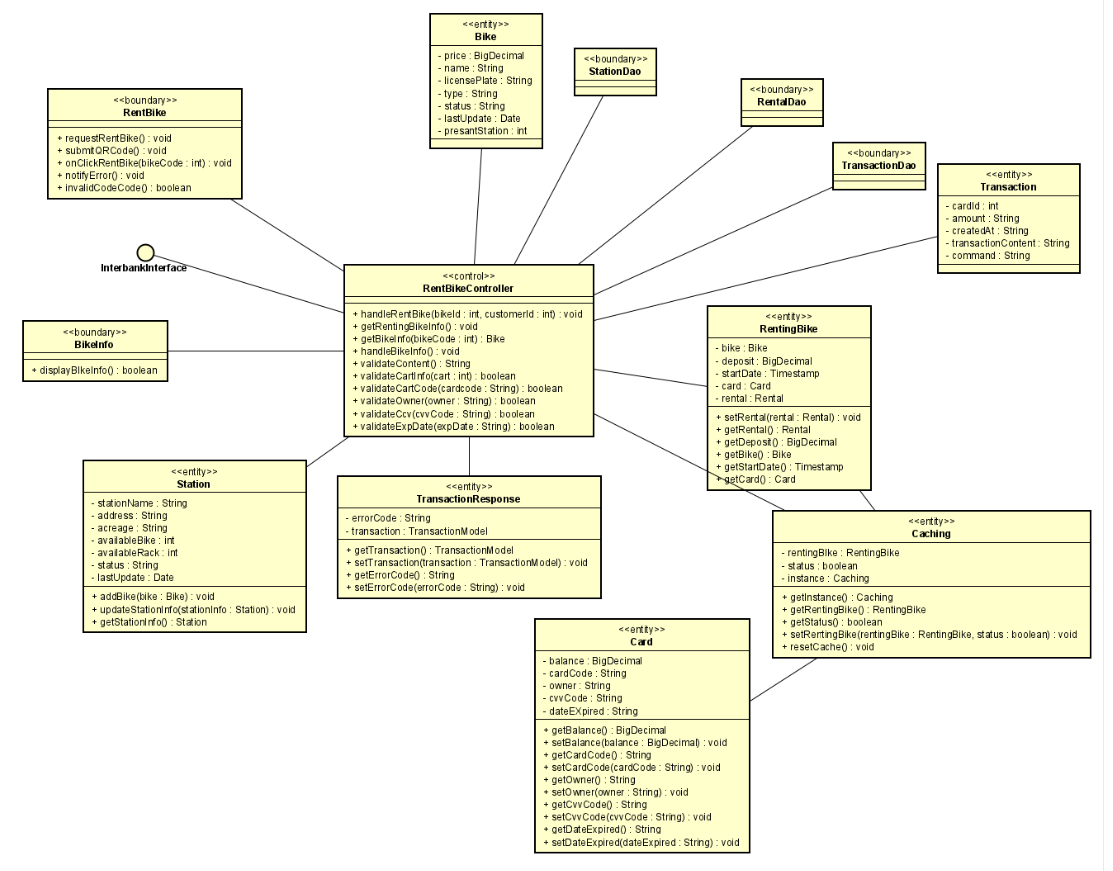 <<entity>>
Bike
- price : BigDecimal
- name : String
- licensePlate : String
- type : String
- status : String
- lastUpdate : Date
- presantStation : int
<<boundary>>
StationDao
<<boundary>>
RentalDao
<<boundary>>
RentBike
+ requestRentBike() : void
+ submitQRCode() : void
+ onClickRentBike(bikeCode : int) : void
+ notifyError() : void
+ invalidCodeCode() : boolean
<<boundary>>
TransactionDao
<<entity>>
Transaction
- cardId : int
- amount : String
- createdAt : String
- transactionContent : String
- command : String
InterbankInterface
<<control>>
RentBikeController
+ handleRentBike(bikeId : int, customerId : int) : void
+ getRentingBikeInfo() : void
+ getBikeInfo(bikeCode : int) : Bike
+ handleBikeInfo() : void
+ validateContent() : String
+ validateCartInfo(cart : int) : boolean
+ validateCartCode(cardcode : String) : boolean
+ validateOwner(owner : String) : boolean
+ validateCcv(cvvCode : String) : boolean
+ validateExpDate(expDate : String) : boolean
<<boundary>>
BikeInfo
+ displayBIkeInfo() : boolean
<<entity>>
RentingBike
- bike : Bike
- deposit : BigDecimal
- startDate : Timestamp
- card : Card
- rental : Rental
+ setRental(rental : Rental) : void
+ getRental() : Rental
+ getDeposit() : BigDecimal
+ getBike() : Bike
+ getStartDate() : Timestamp
+ getCard() : Card
<<entity>>
Station
- stationName : String
- address : String
- acreage : String
- availableBike : int
- availableRack : int
- status : String
- lastUpdate : Date
+ addBike(bike : Bike) : void
+ updateStationInfo(stationInfo : Station) : void
+ getStationInfo() : Station
<<entity>>
TransactionResponse
- errorCode : String
- transaction : TransactionModel
+ getTransaction() : TransactionModel
+ setTransaction(transaction : TransactionModel) : void
+ getErrorCode() : String
+ setErrorCode(errorCode : String) : void
<<entity>>
Caching
- rentingBIke : RentingBike
- status : boolean
- instance : Caching
+ getInstance() : Caching
+ getRentingBike() : RentingBike
+ getStatus() : boolean
+ setRerntingBike(rentingBike : RentingBike, status : boolean) : void
+ resetCache() : void
<<entity>>
Card
- balance : BigDecimal
- cardCode : String
- owner : String
- cvvCode : String
- dateEXpired : String
+ getBalance() : BigDecimal
+ setBalance(balance : BigDecimal) : void
+ getCardCode() : String
+ setCardCode(cardCode : String) : void
+ getOwner() : String
+ setOwner(owner : String) : void
+ getCvvCode() : String
+ setCvvCode(cvvCode : String) : void
+ getDateExpired() : String
+ setDateExpired(dateExpired : String) : void